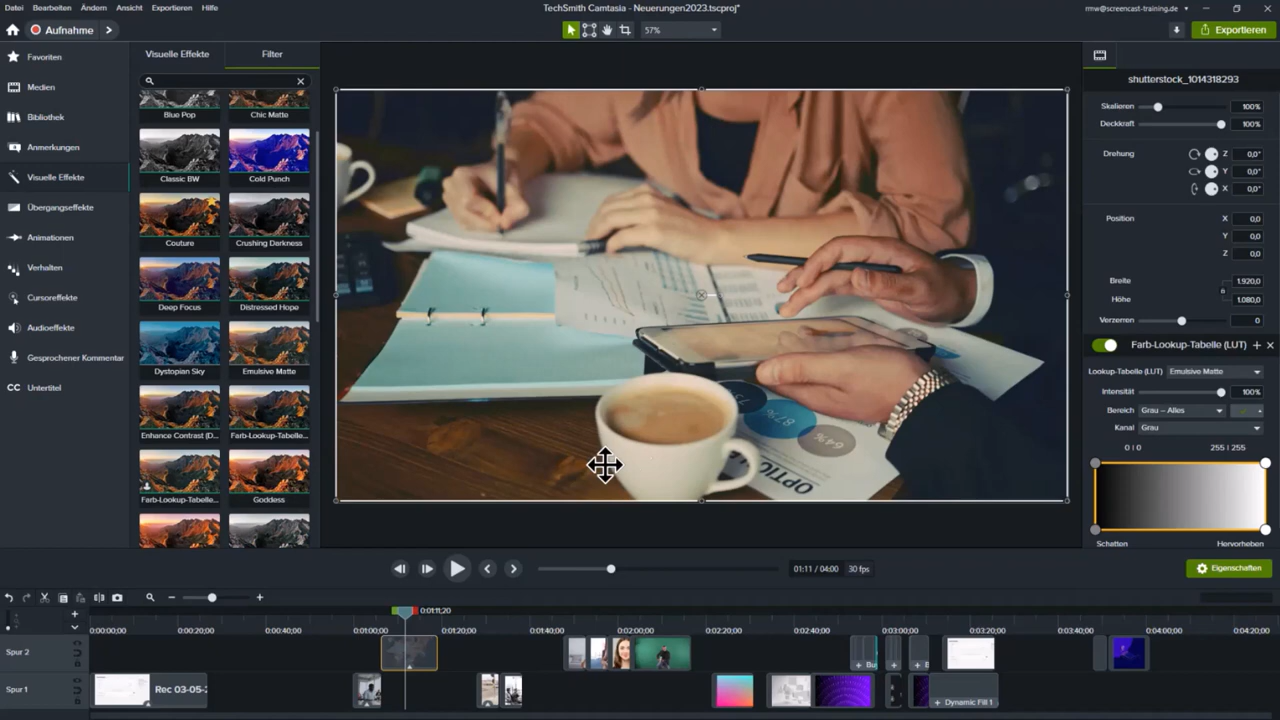 Datei Bearbeiten Ändern Ansicht Exportieren Hilfe
TechSmith Camtasia - Neuerungen2023.tscproj*
rmw@screencast-training.de
Aufnahme
57%
Exportieren
Favoriten
Medien
Bibliothek
Anmerkungen
Visuelle Effekte
Übergangseffekte
Animationen
Verhalten
Cursoreffekte
Audioeffekte
Gesprochener Kommentar
CC Untertitel
Visuelle Effekte Filter
Blue Pop Chic Matte
Classic BW Cold Punch
Couture Crushing Darkness
Deep Focus Distressed Hope
Dystopian Sky Emulsive Matte
Enhance Contrast (D... Farb-Lookup-Tabelle...
Farb-Lookup-Tabelle... Goddess
87%
64%
OPTION
shutterstock_1014318293
Skalieren 100%
Deckkraft 100%
Drehung Z 0,0°
Y 0,0°
X 0,0°
Position X 0,0
Y 0,0
Z 0,0
Breite 1.920,0
Höhe 1.080,0
Verzerren 0
Farb-Lookup-Tabelle (LUT)
Lookup-Tabelle (LUT) Emulsive Matte
Intensität 100%
Bereich Grau – Alles
Kanal Grau
0 | 0 255 | 255
Schatten Hervorheben
01:11 / 04:00 30 fps
Eigenschaften
0:01:11;20
0:00:00;00 0:00:20;00 0:00:40;00 0:01:00;00 0:01:20;00 0:01:40;00 0:02:00;00 0:02:20;00 0:02:40;00 0:03:00;00 0:03:20;00 0:03:40;00 0:04:00;00 0:04:20;00
Spur 2
Spur 1
Rec 03-05-2
Dynamic Fill 1